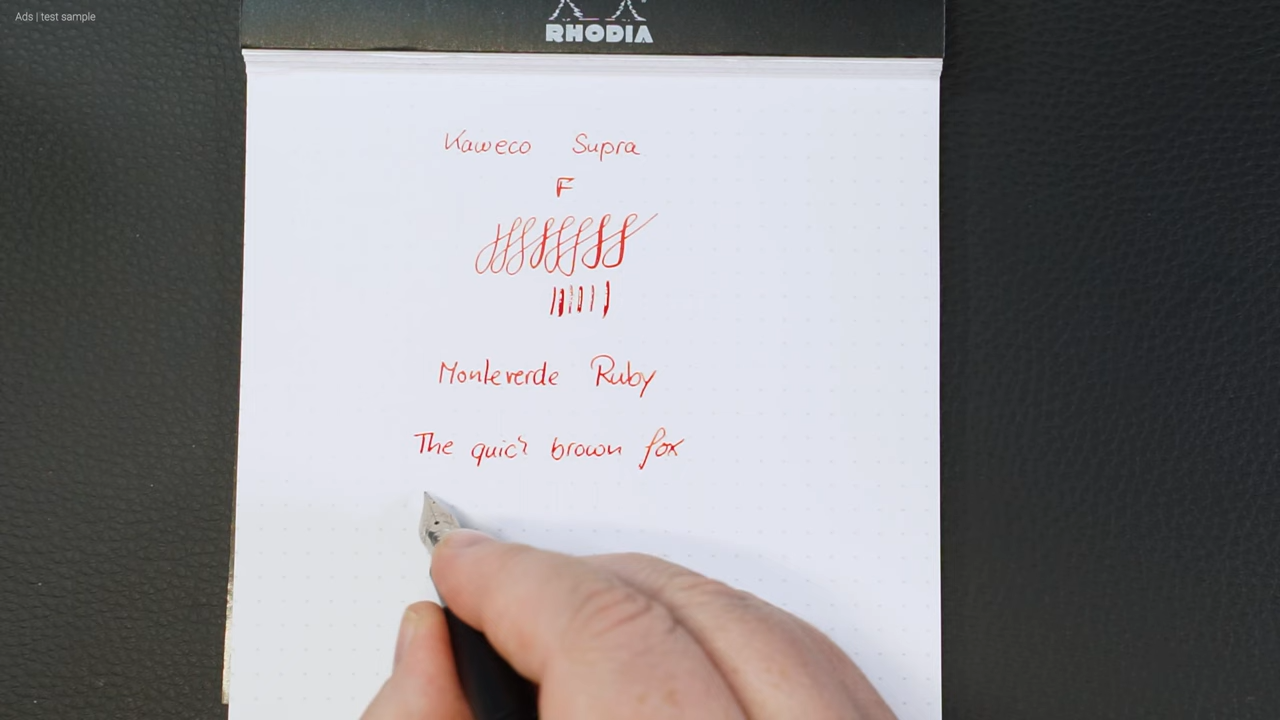 Ads | test sample
RHODIA
Kaweco Supra
F
Monteverde Ruby
The quick brown fox